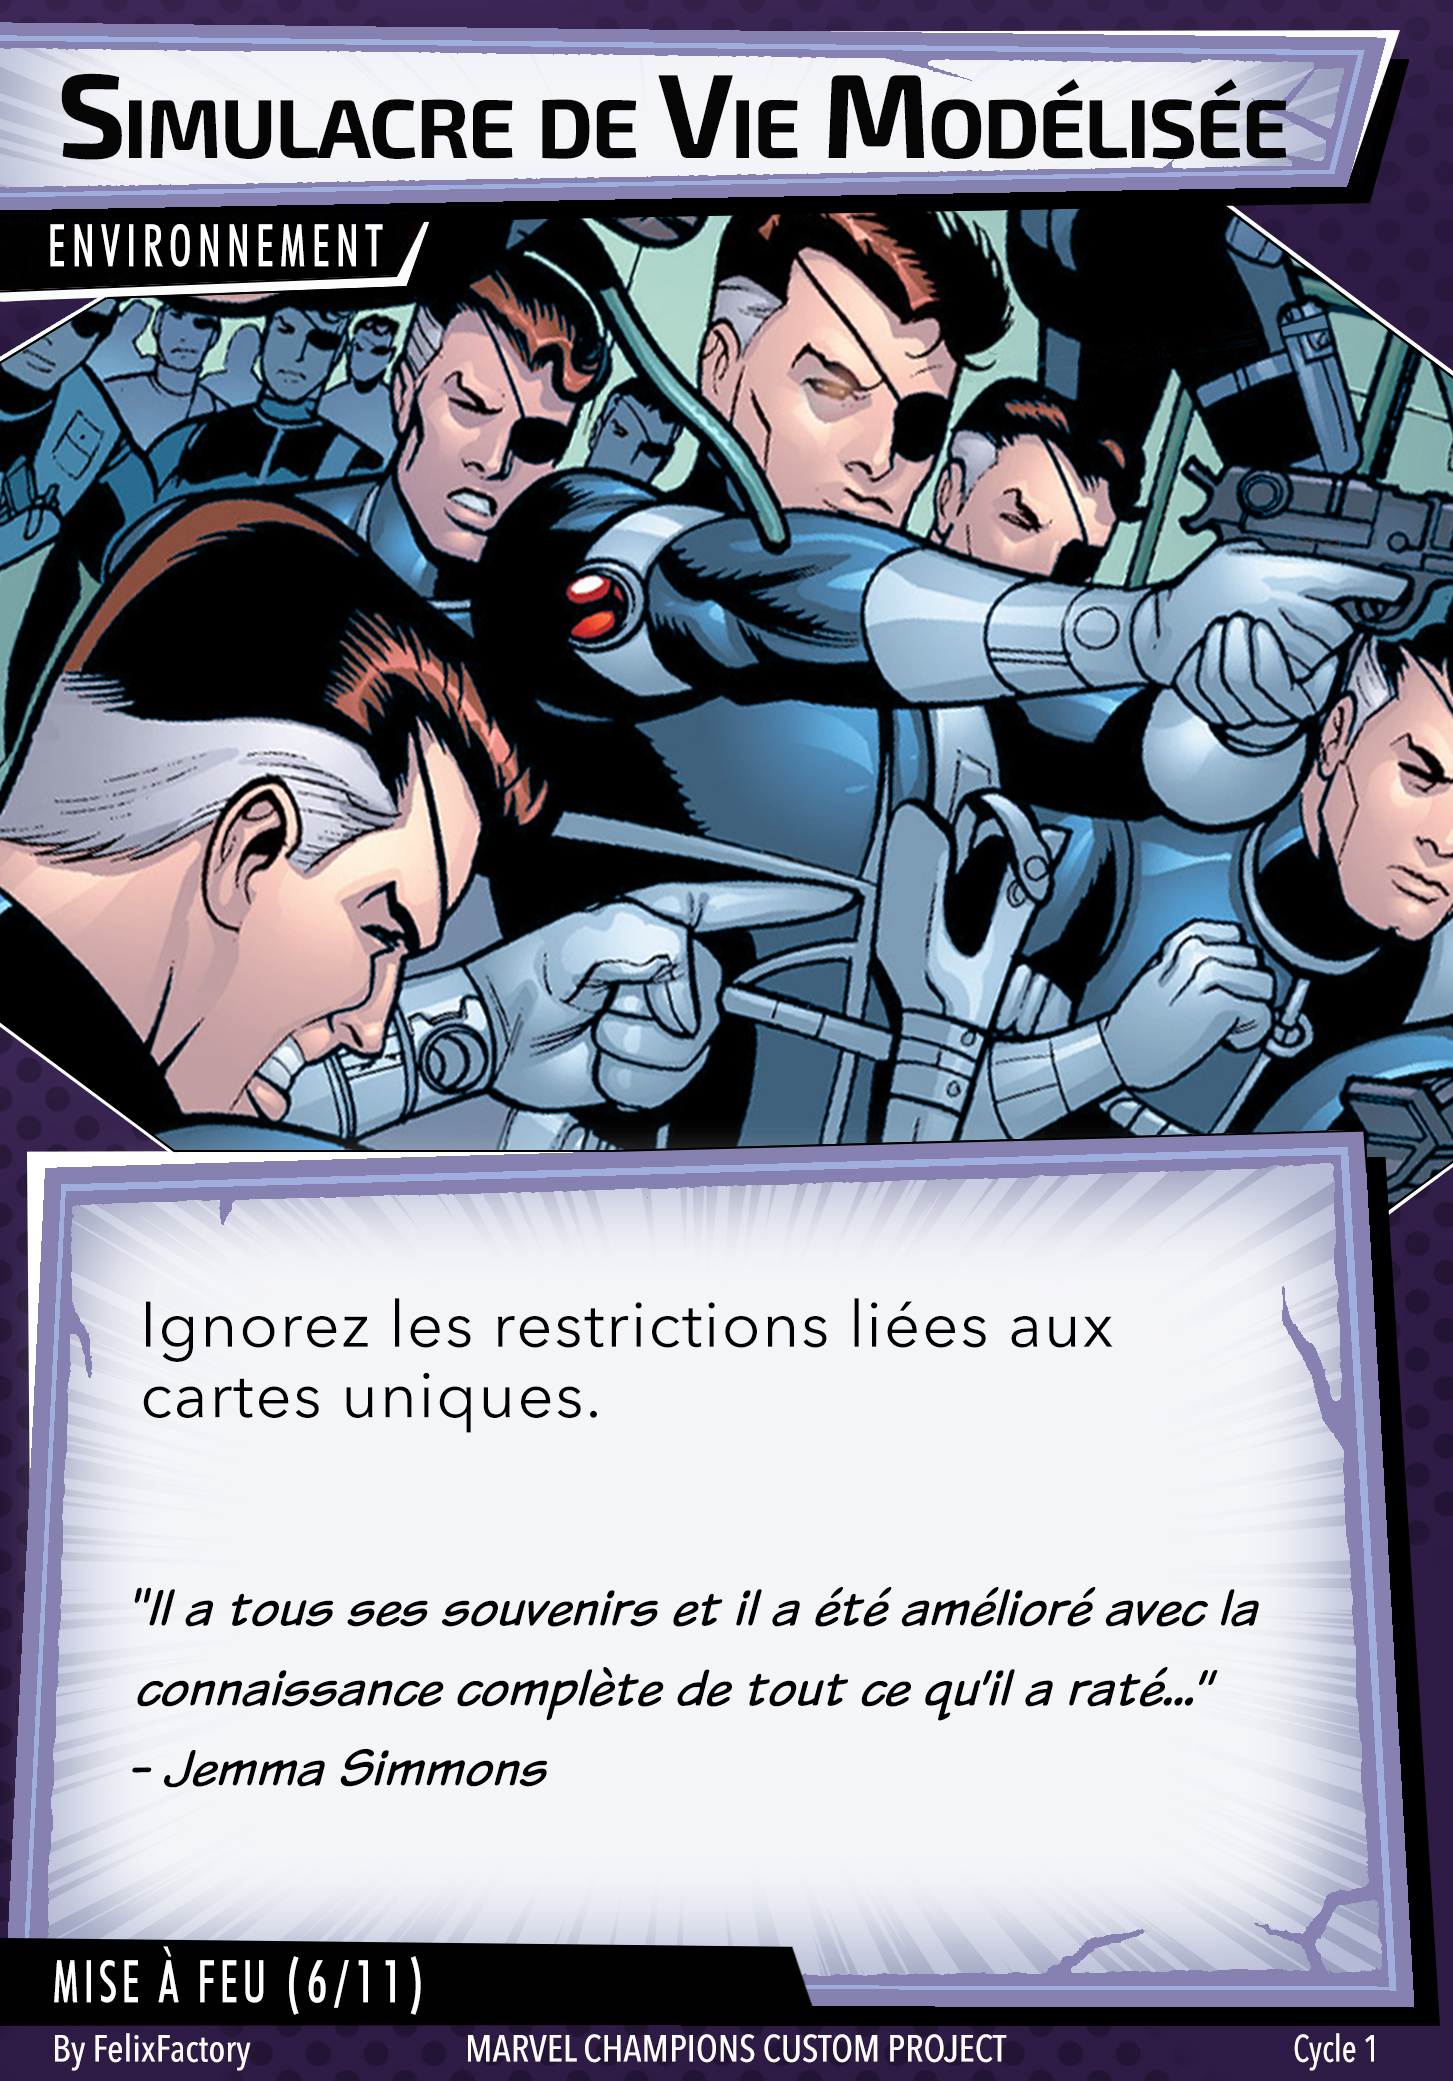 Simulacre de Vie Modélisée
ENVIRONNEMENT
Ignorez les restrictions liées aux
cartes uniques.
"Il a tous ses souvenirs et il a été amélioré avec la
connaissance complète de tout ce qu'il a raté..."
- Jemma Simmons
MISE À FEU (6/11)
By FelixFactory MARVEL CHAMPIONS CUSTOM PROJECT Cycle 1